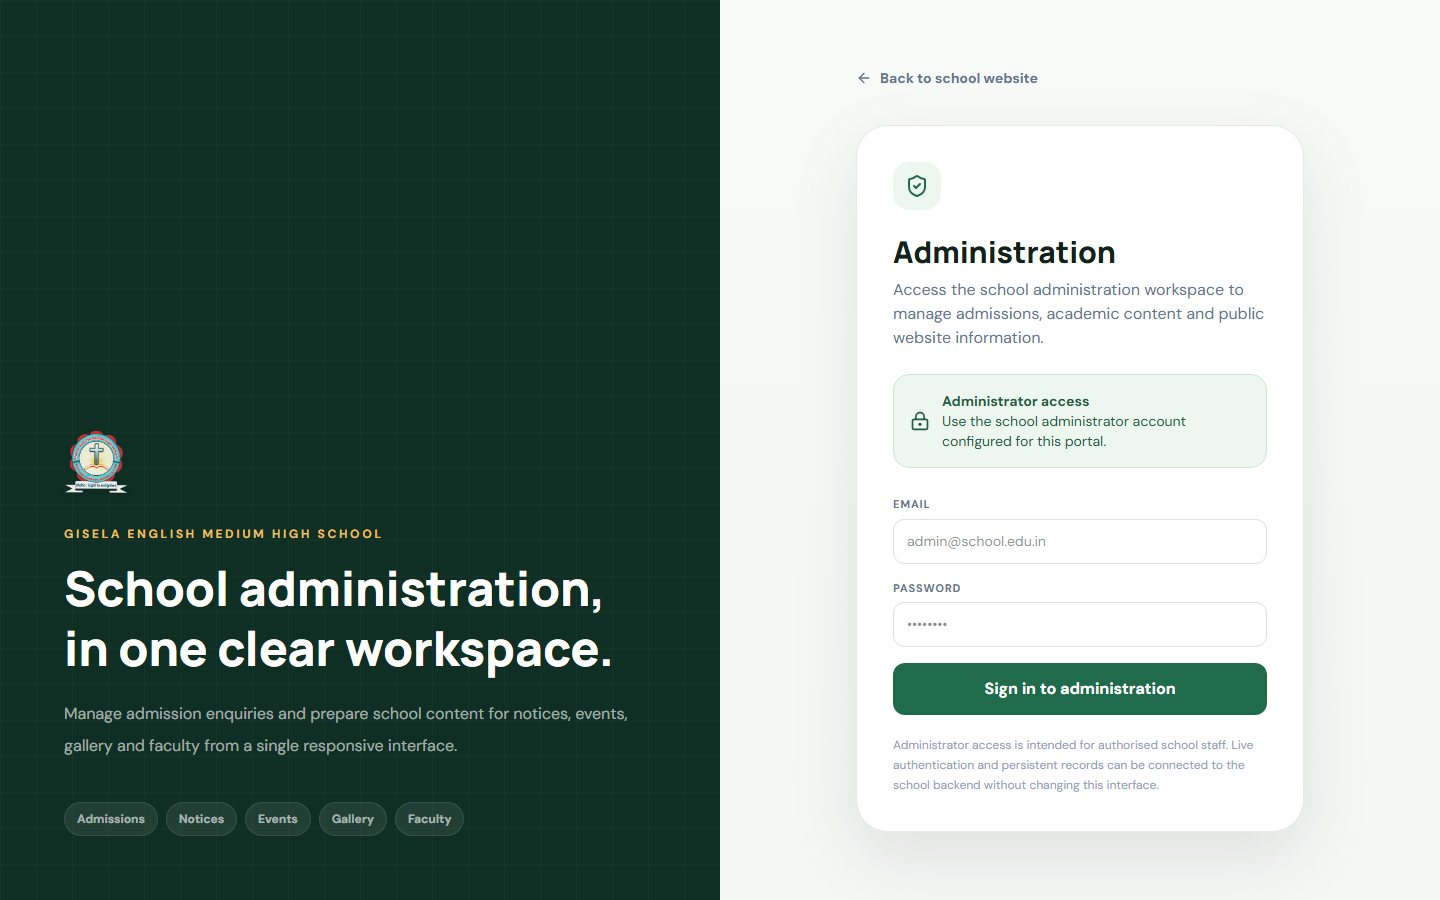 GISELA ENGLISH MEDIUM HIGH SCHOOL
School administration,
in one clear workspace.
Manage admission enquiries and prepare school content for notices, events,
gallery and faculty from a single responsive interface.
Admissions
Notices
Events
Gallery
Faculty
Back to school website
Administration
Access the school administration workspace to
manage admissions, academic content and public
website information.
Administrator access
Use the school administrator account
configured for this portal.
EMAIL
admin@school.edu.in
PASSWORD
••••••••
Sign in to administration
Administrator access is intended for authorised school staff. Live
authentication and persistent records can be connected to the
school backend without changing this interface.